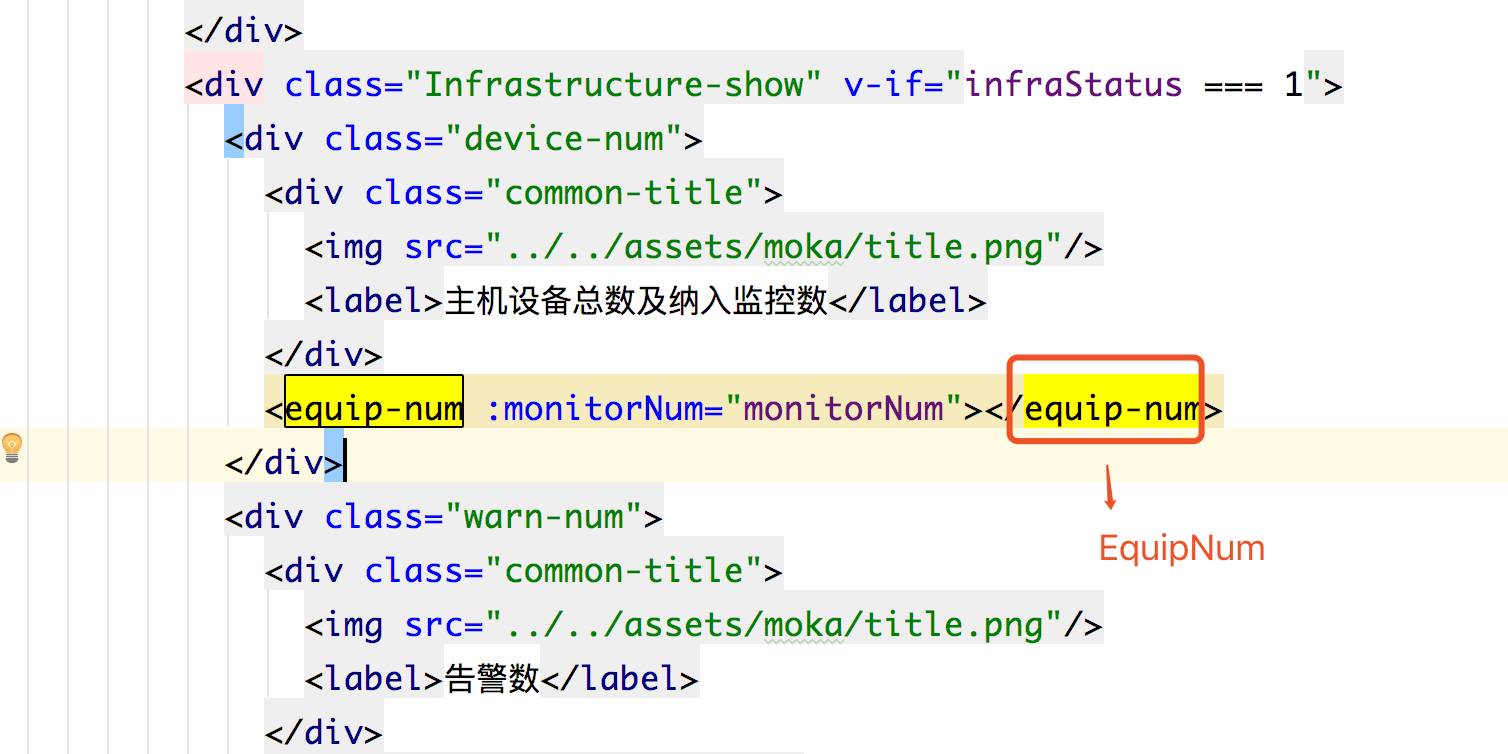 </div>
<div class="Infrastructure-show" v-if="infraStatus === 1">
<div class="device-num">
<div class="common-title">
<img src="../../assets/moka/title.png"/>
<label>主机设备总数及纳入监控数</label>
</div>
<equip-num :monitorNum="monitorNum"></equip-num>
</div>
<div class="warn-num">
EquipNum
<div class="common-title">
<img src="../../assets/moka/title.png"/>
<label>告警数</label>
</div>